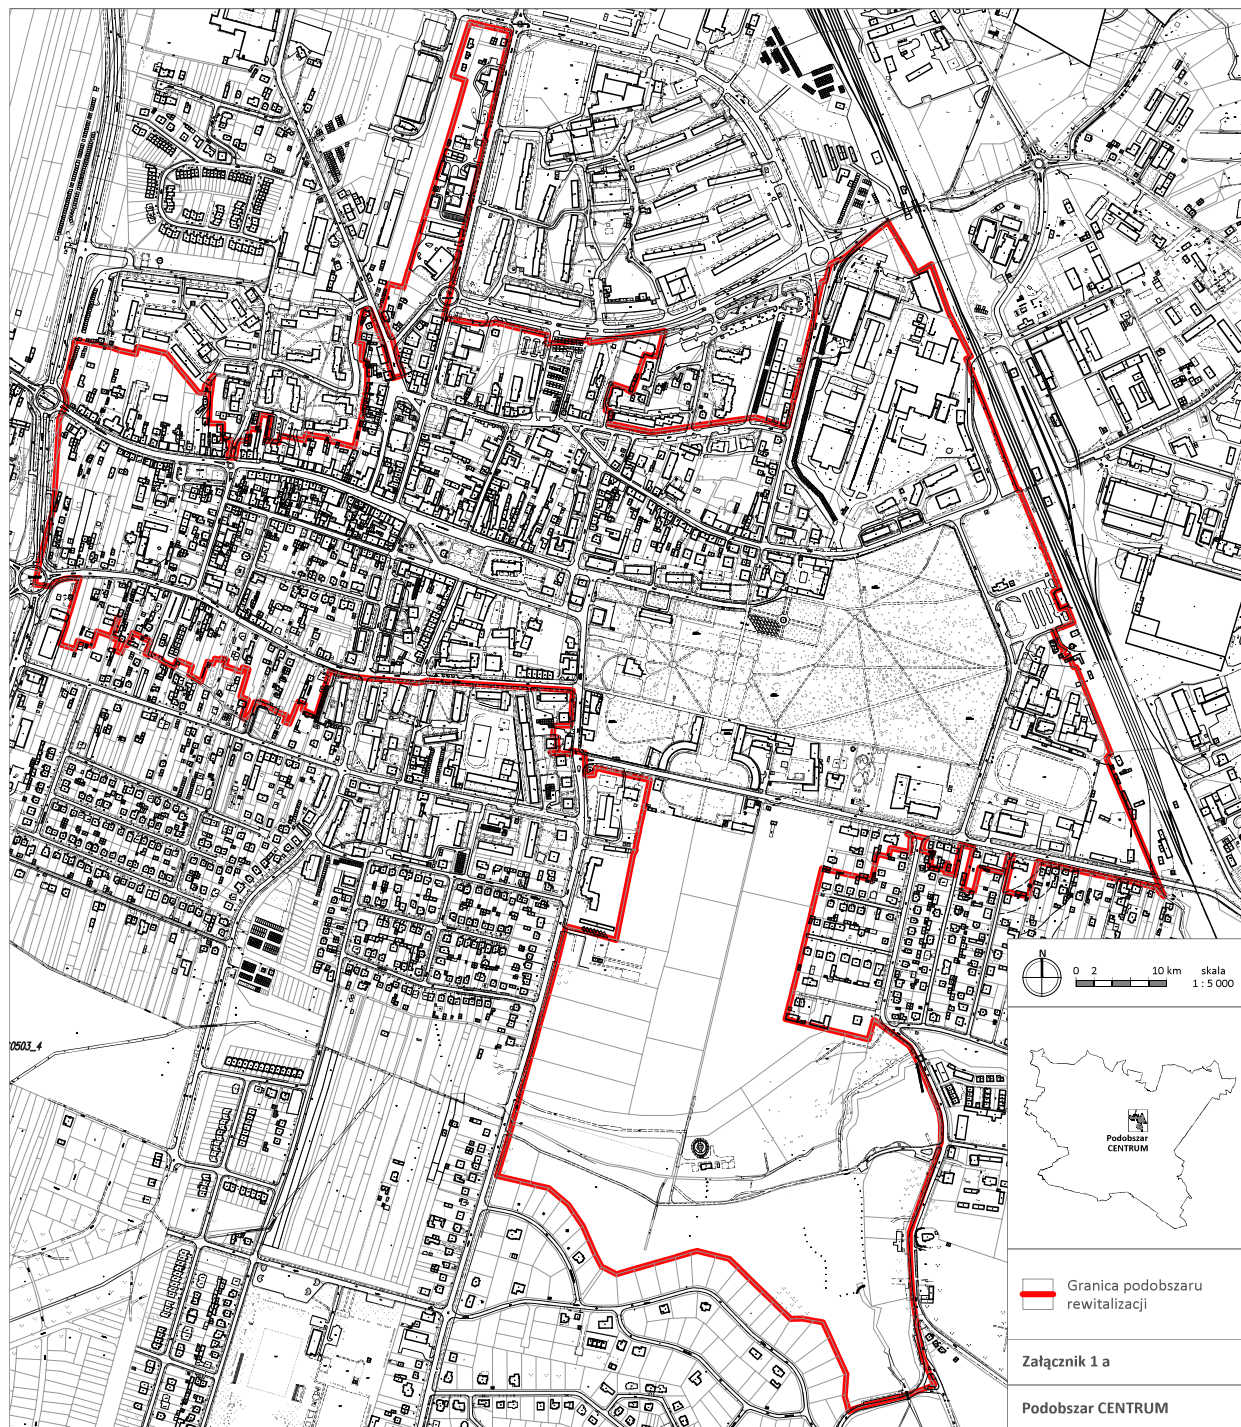 0503_4
N
0 2 10 km skala
1 : 5 000
Podobszar
CENTRUM
Granica podobszaru
rewitalizacji
Załącznik 1 a
Podobszar CENTRUM